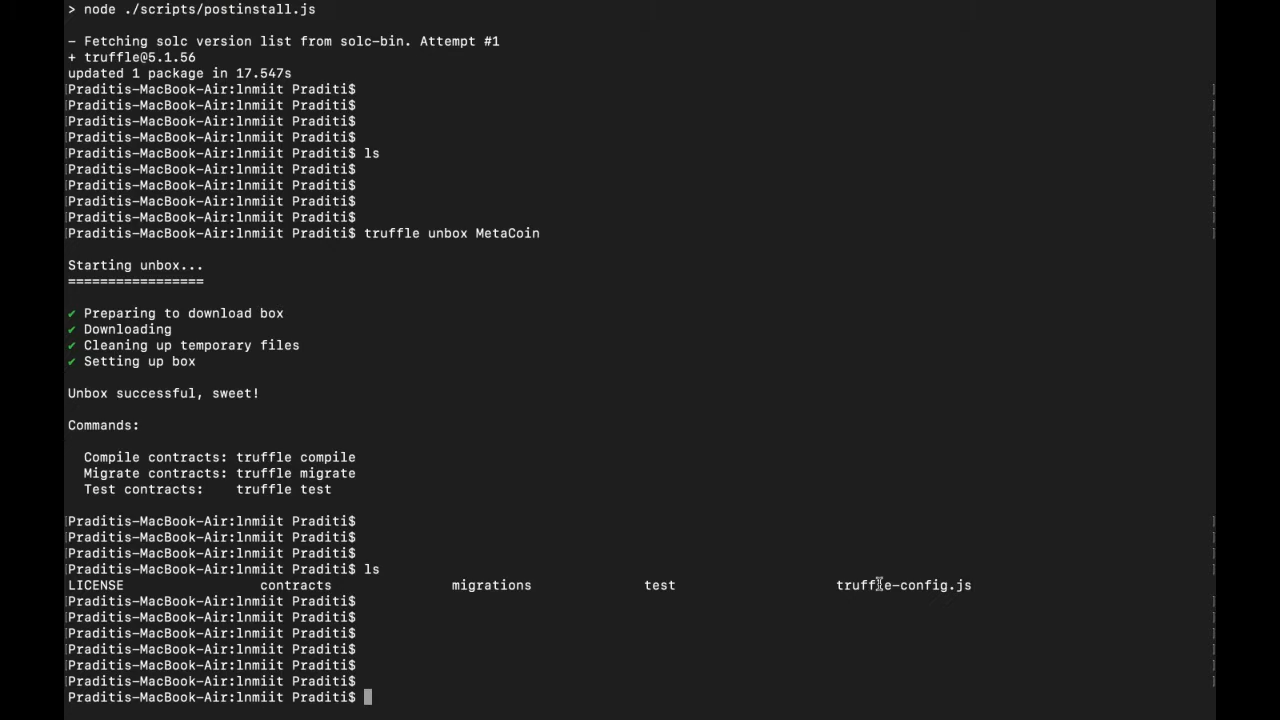 > node ./scripts/postinstall.js
- Fetching solc version list from solc-bin. Attempt #1
+ truffle@5.1.56
updated 1 package in 17.547s
[Praditis-MacBook-Air:lnmiit Praditi$ ]
[Praditis-MacBook-Air:lnmiit Praditi$ ]
[Praditis-MacBook-Air:lnmiit Praditi$ ]
[Praditis-MacBook-Air:lnmiit Praditi$ ]
[Praditis-MacBook-Air:lnmiit Praditi$ ls ]
[Praditis-MacBook-Air:lnmiit Praditi$ ]
[Praditis-MacBook-Air:lnmiit Praditi$ ]
[Praditis-MacBook-Air:lnmiit Praditi$ ]
[Praditis-MacBook-Air:lnmiit Praditi$ ]
[Praditis-MacBook-Air:lnmiit Praditi$ truffle unbox MetaCoin ]
Starting unbox...
=================
✔ Preparing to download box
✔ Downloading
✔ Cleaning up temporary files
✔ Setting up box
Unbox successful, sweet!
Commands:
Compile contracts: truffle compile
Migrate contracts: truffle migrate
Test contracts: truffle test
[Praditis-MacBook-Air:lnmiit Praditi$ ]
[Praditis-MacBook-Air:lnmiit Praditi$ ]
[Praditis-MacBook-Air:lnmiit Praditi$ ]
[Praditis-MacBook-Air:lnmiit Praditi$ ls ]
LICENSE contracts migrations test truffle-config.js
[Praditis-MacBook-Air:lnmiit Praditi$ ]
[Praditis-MacBook-Air:lnmiit Praditi$ ]
[Praditis-MacBook-Air:lnmiit Praditi$ ]
[Praditis-MacBook-Air:lnmiit Praditi$ ]
[Praditis-MacBook-Air:lnmiit Praditi$ ]
[Praditis-MacBook-Air:lnmiit Praditi$ ]
Praditis-MacBook-Air:lnmiit Praditi$